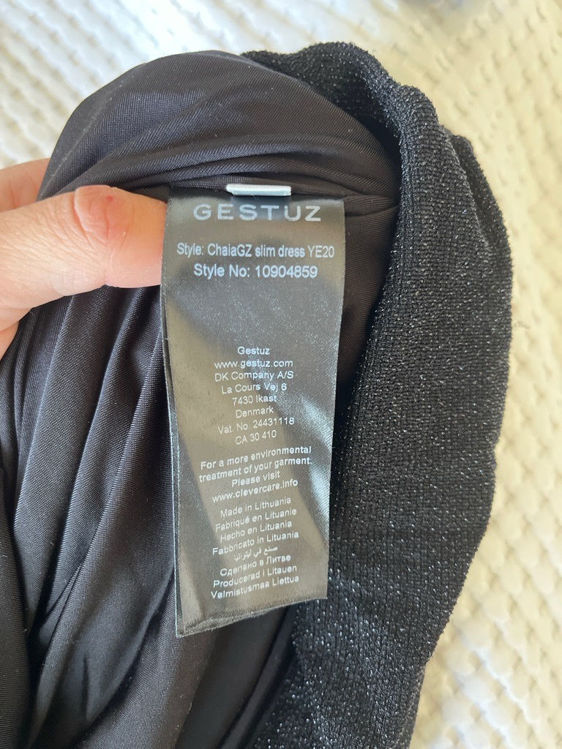 GESTUZ
Style: ChaiaGZ slim dress YE20
Style No: 10904859
Gestuz
www.gestuz.com
DK Company A/S
La Cours Vej 6
7430 Ikast
Denmark
Vat. No. 24431118
CA 30 410
For a more environmental
treatment of your garment.
Please visit
www.clevercare.info
Made in Lithuania
Fabriqué en Lituanie
Hecho en Lituania
Fabbricato in Lituania
صنع في ليتوانيا
Сделано в Литве
Producerad i Litauen
Valmistusmaa Liettua